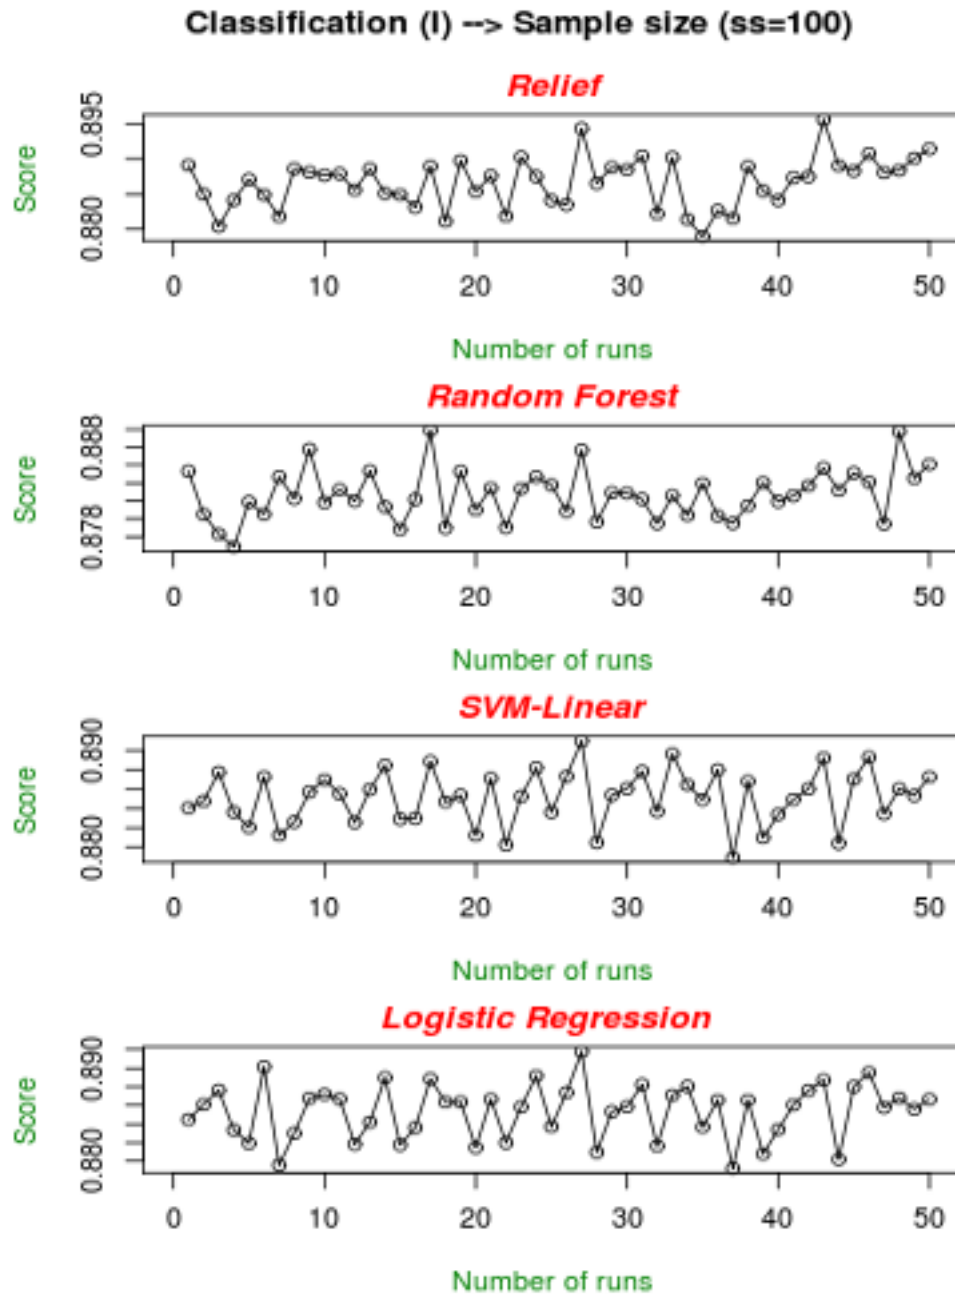 Classification (I) --> Sample size (ss=100)
Relief
Score
0.895
0.880
0 10 20 30 40 50
Number of runs
Random Forest
Score
0.888
0.878
0 10 20 30 40 50
Number of runs
SVM-Linear
Score
0.890
0.880
0 10 20 30 40 50
Number of runs
Logistic Regression
Score
0.890
0.880
0 10 20 30 40 50
Number of runs